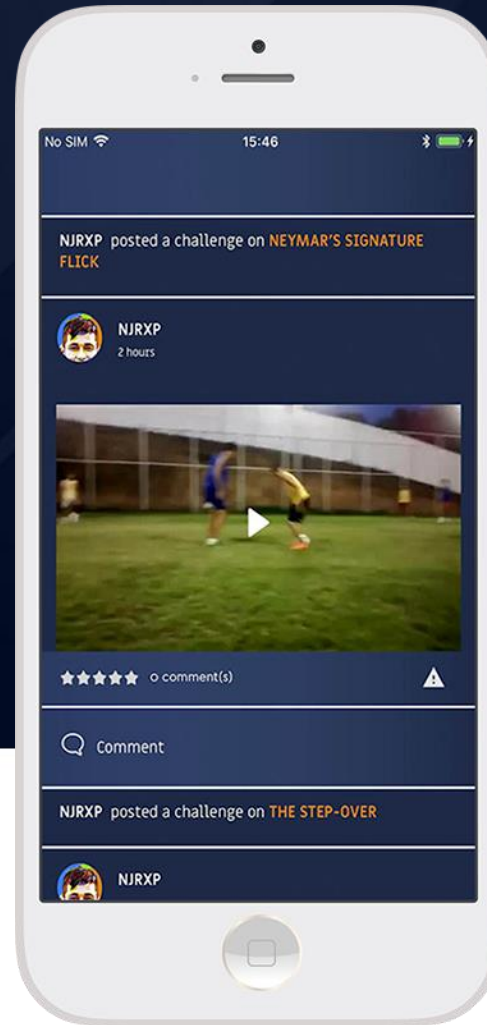 No SIM 15:46
NJRXP posted a challenge on NEYMAR'S SIGNATURE
FLICK
NJRXP
2 hours
0 comment(s)
Comment
NJRXP posted a challenge on THE STEP-OVER
NJRXP